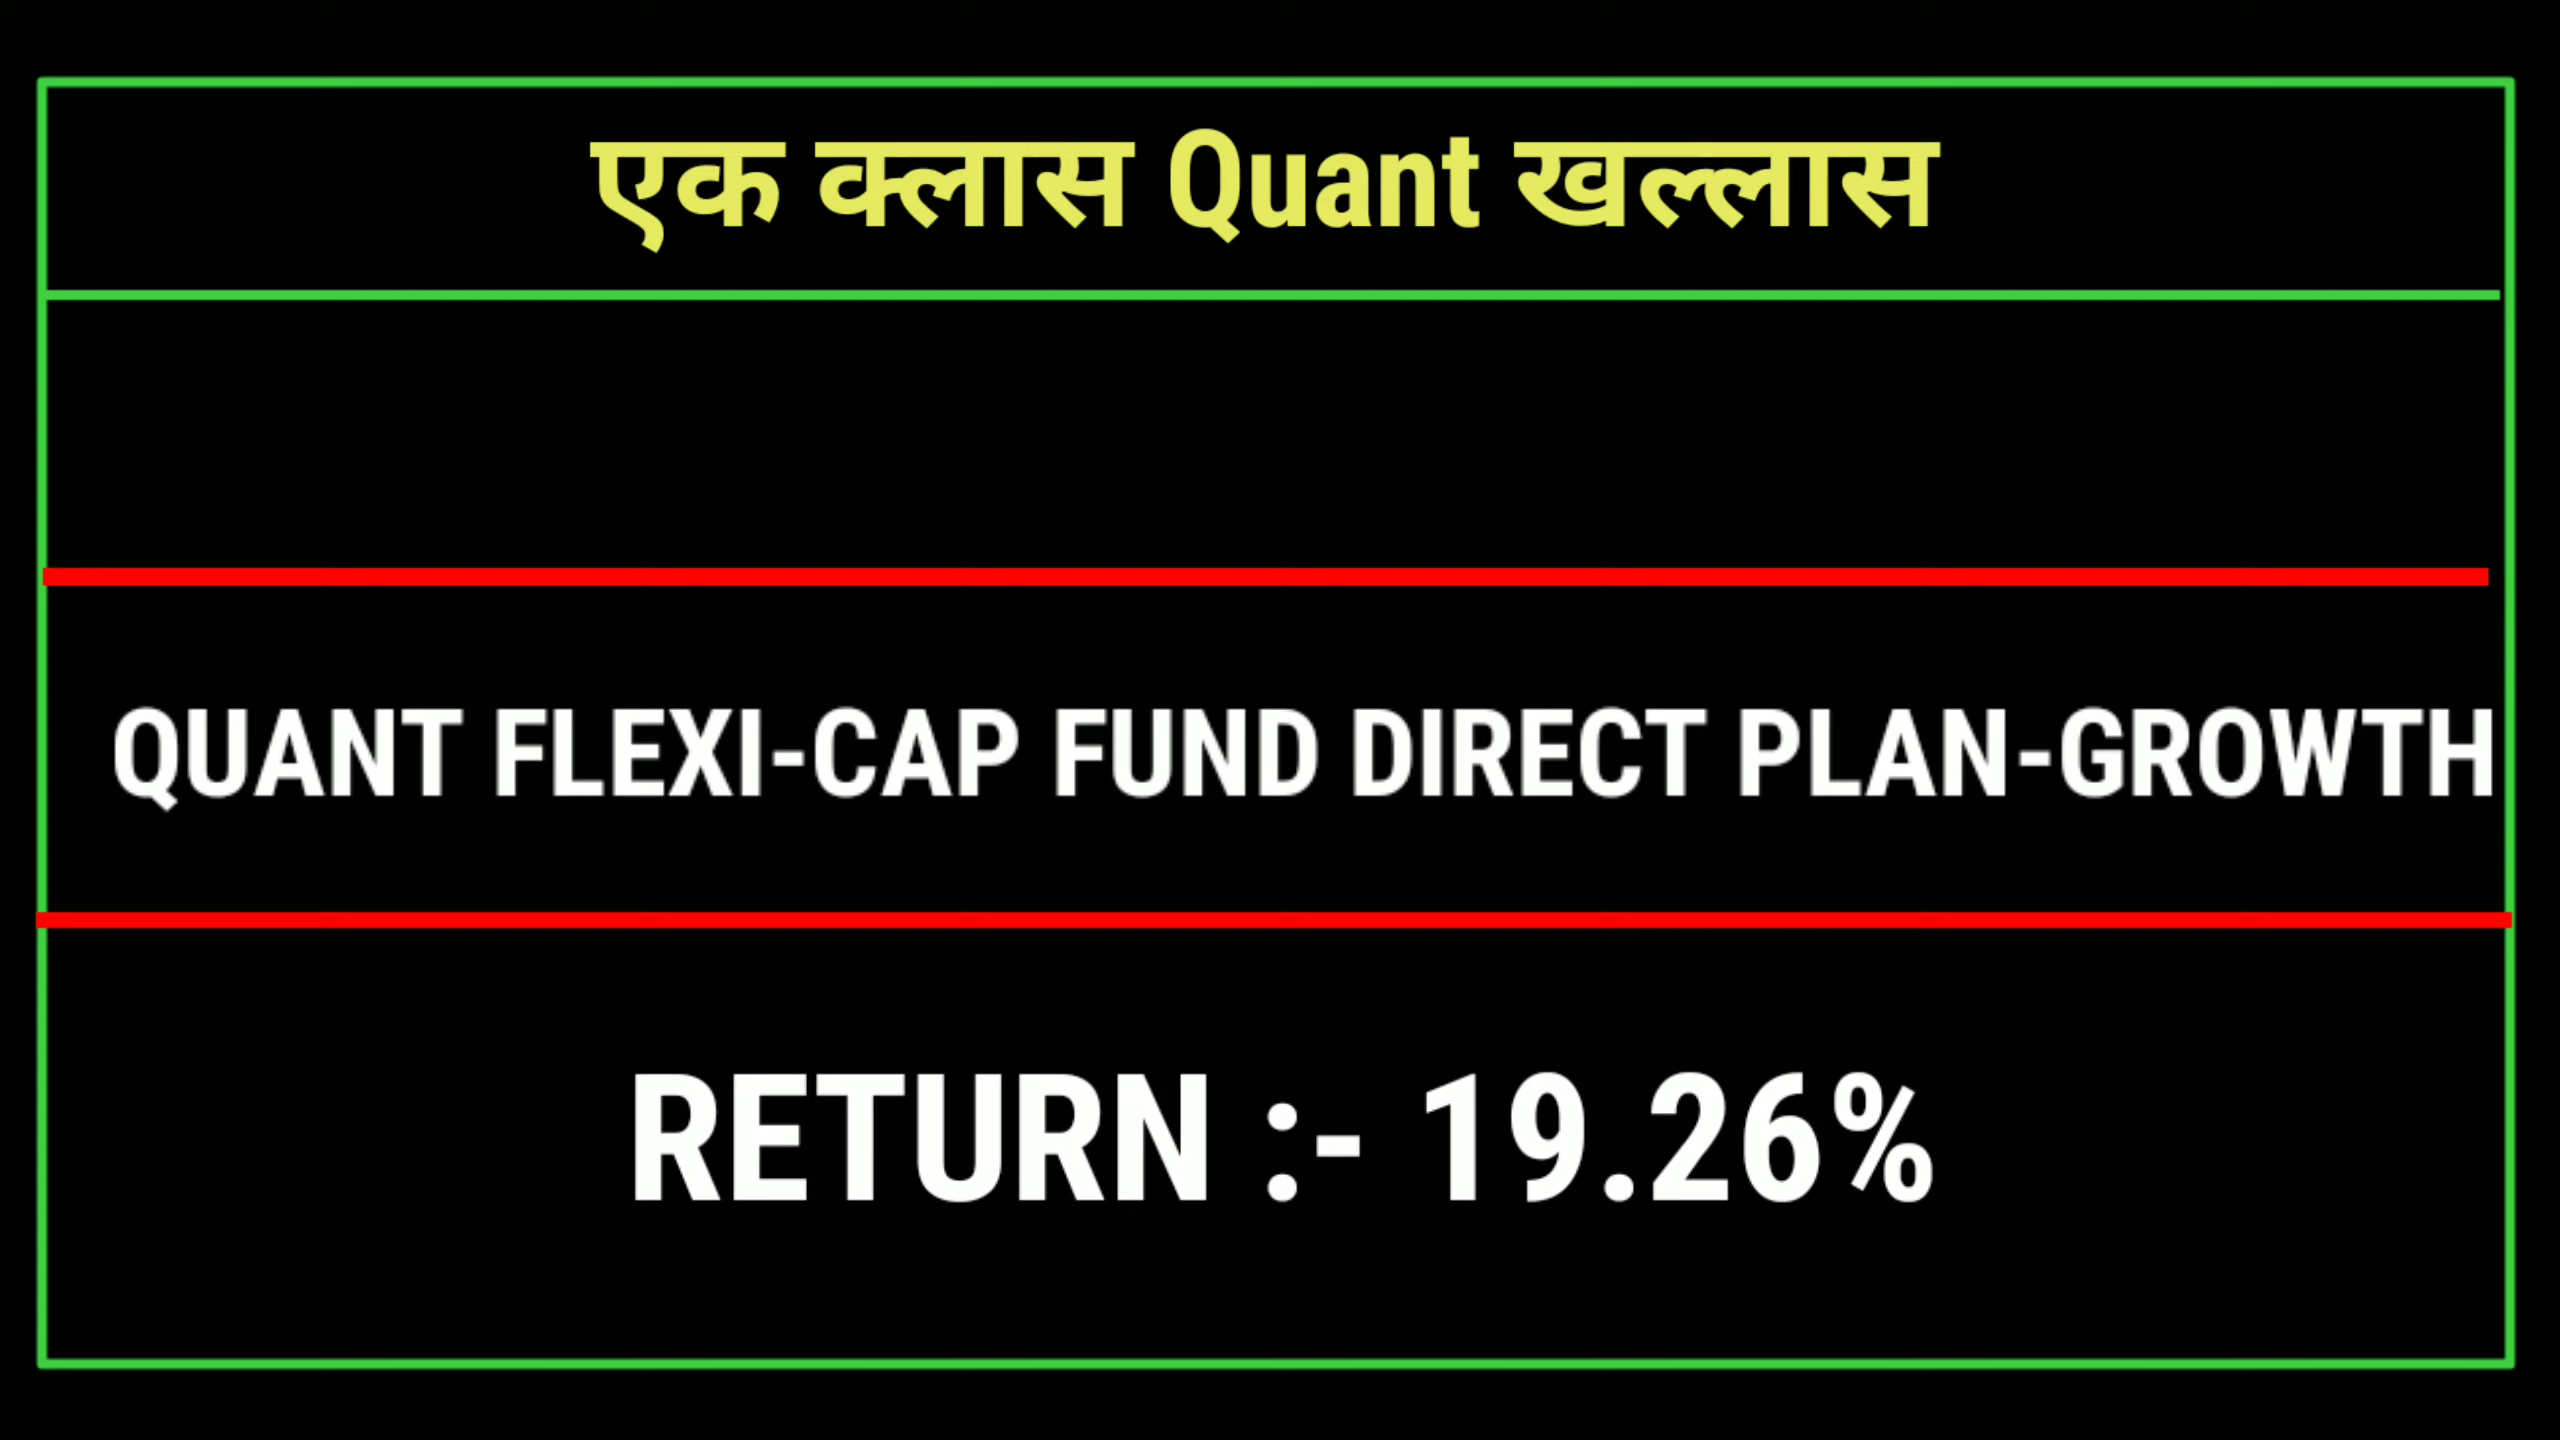 एक क्लास Quant खल्लास
QUANT FLEXI-CAP FUND DIRECT PLAN-GROWTH
RETURN :- 19.26%